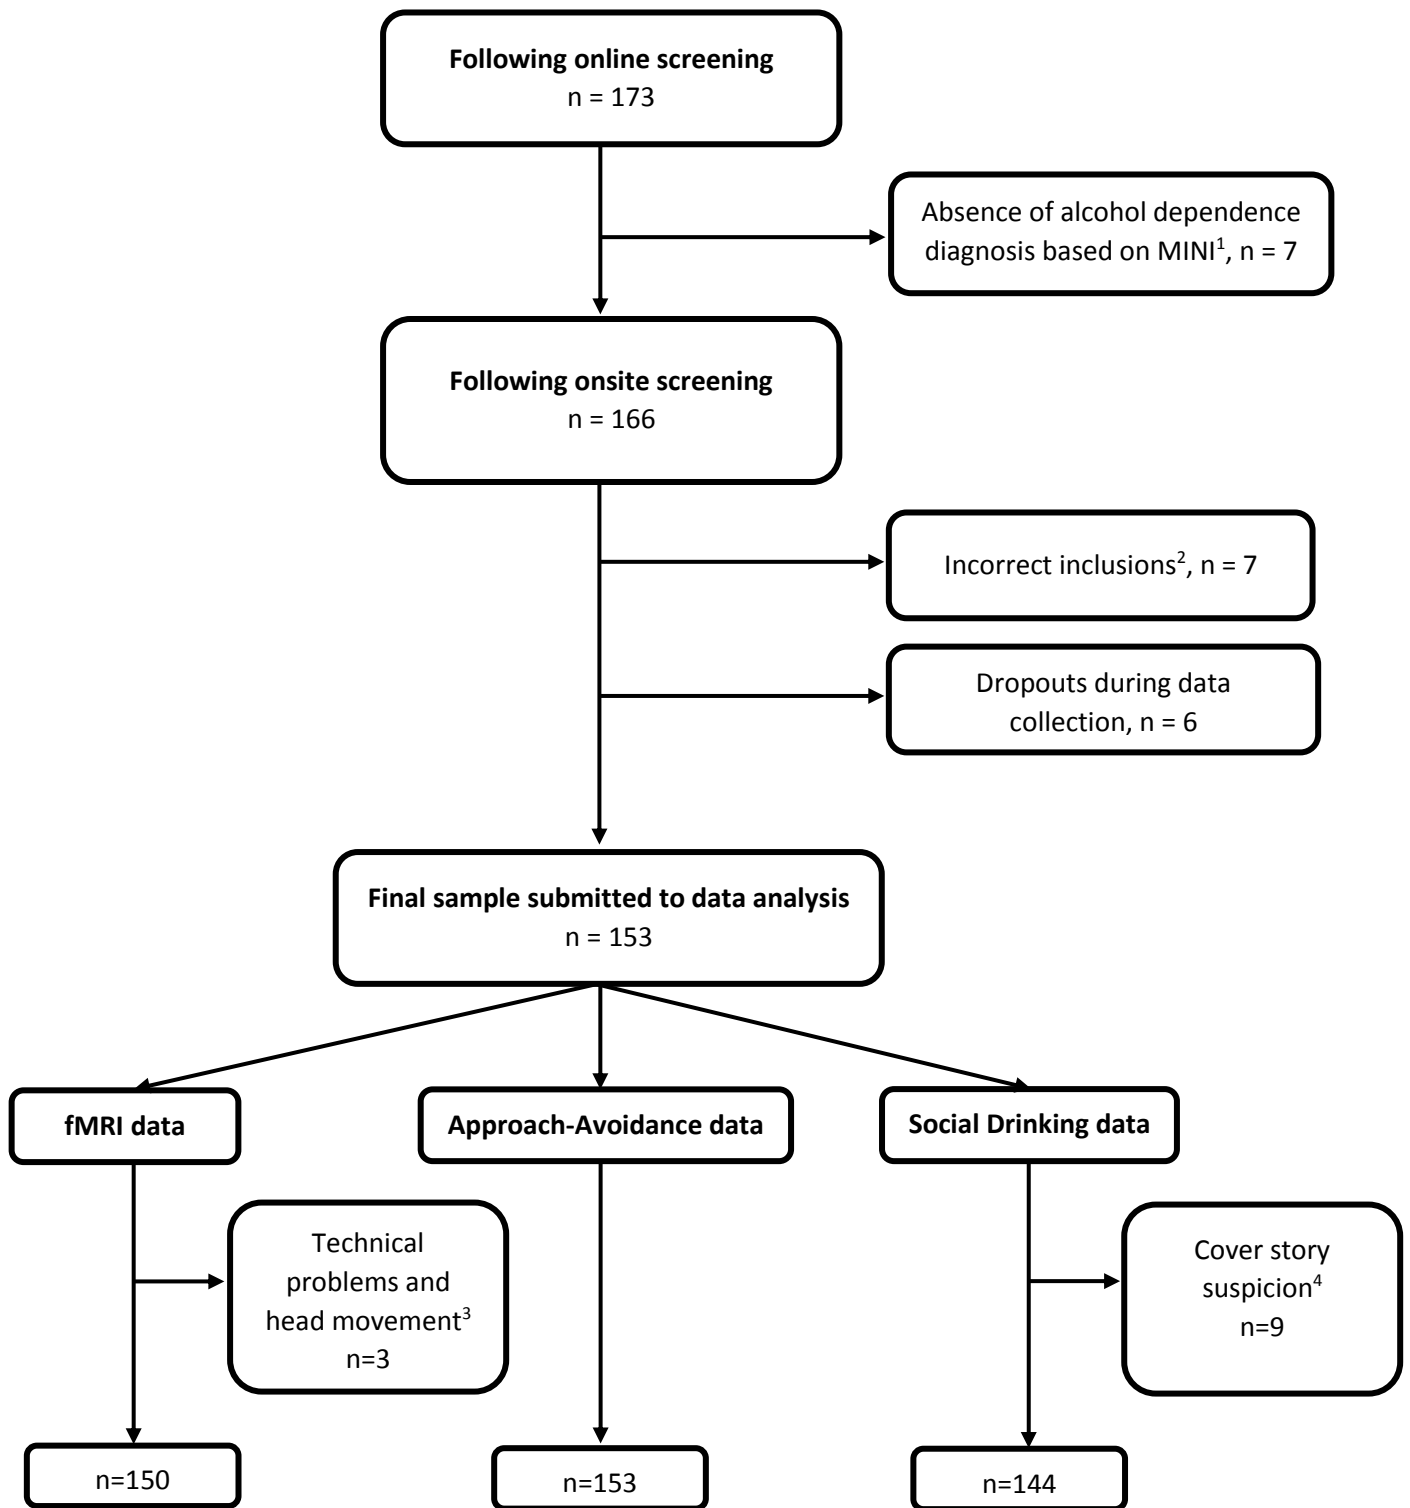 Following online screening
n = 173
Absence of alcohol dependence
diagnosis based on MINI¹, n = 7
Following onsite screening
n = 166
Incorrect inclusions², n = 7
Dropouts during data
collection, n = 6
Final sample submitted to data analysis
n = 153
fMRI data
Approach-Avoidance data
Social Drinking data
Technical
problems and
head movement³
n=3
Cover story
suspicion⁴
n=9
n=150
n=153
n=144